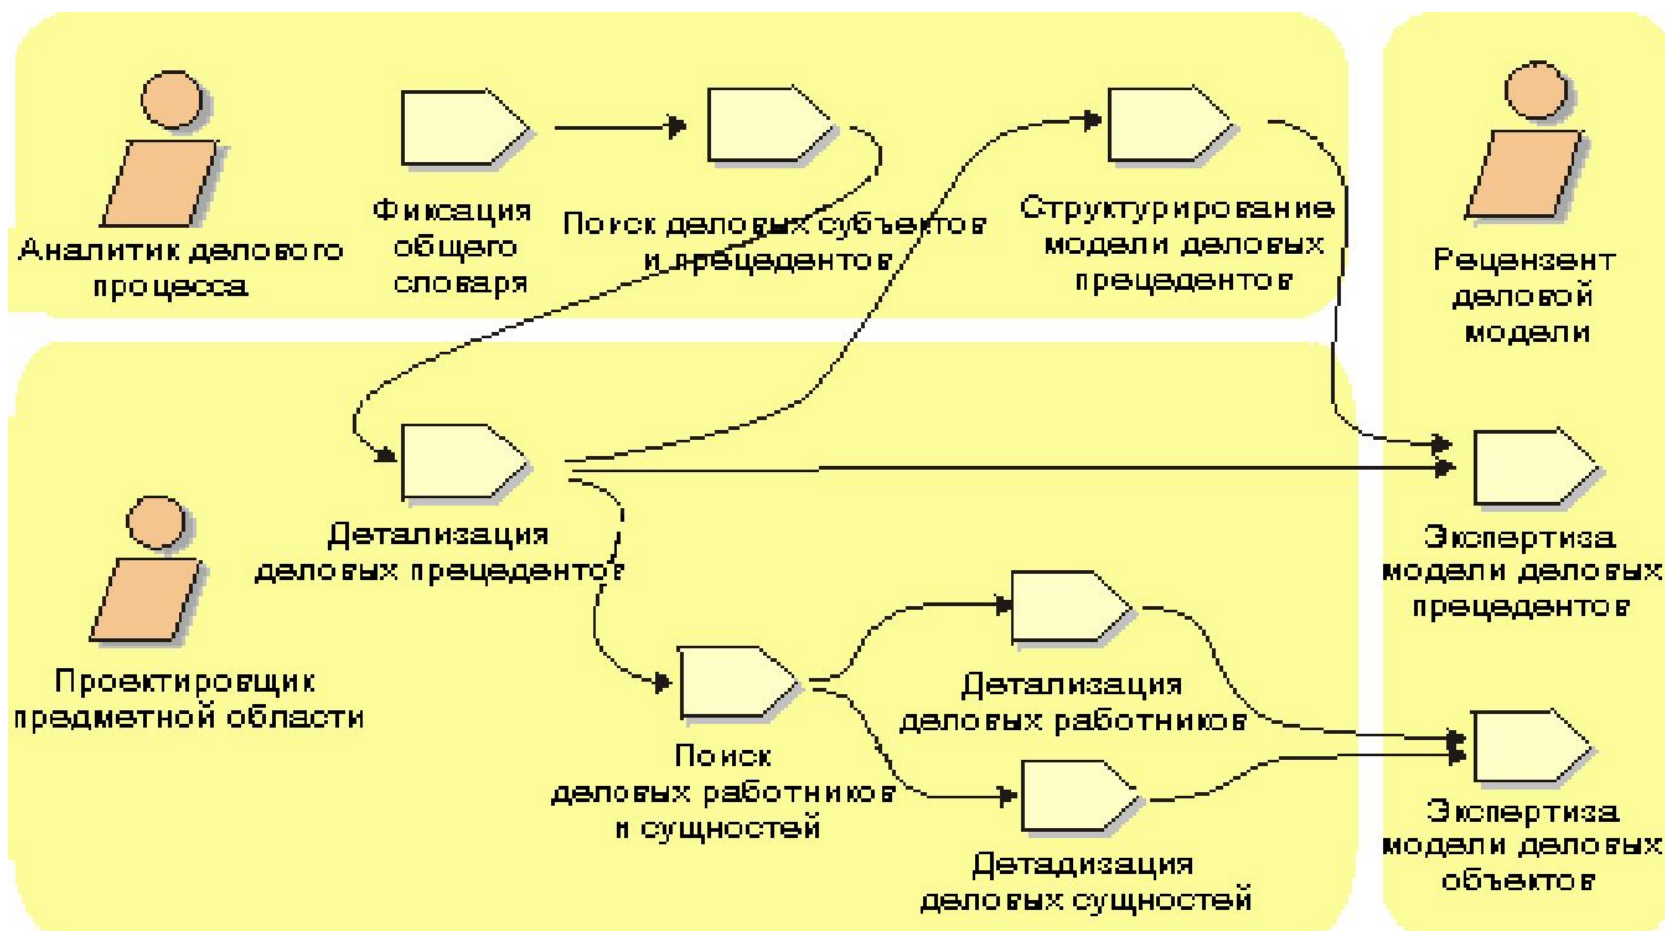 Аналитик делового
процесса
Фиксация
общего
словаря
Поиск деловых субъектов
и прецедентов
Структурирование
модели деловых
прецедентов
Рецензент
деловой
модели
Детализация
деловых прецедентов
Проектировщик
предметной области
Поиск
деловых работников
и сущностей
Детализация
деловых работников
Детадизация
деловых сущностей
Экспертиза
модели деловых
прецедентов
Экспертиза
модели деловых
объектов